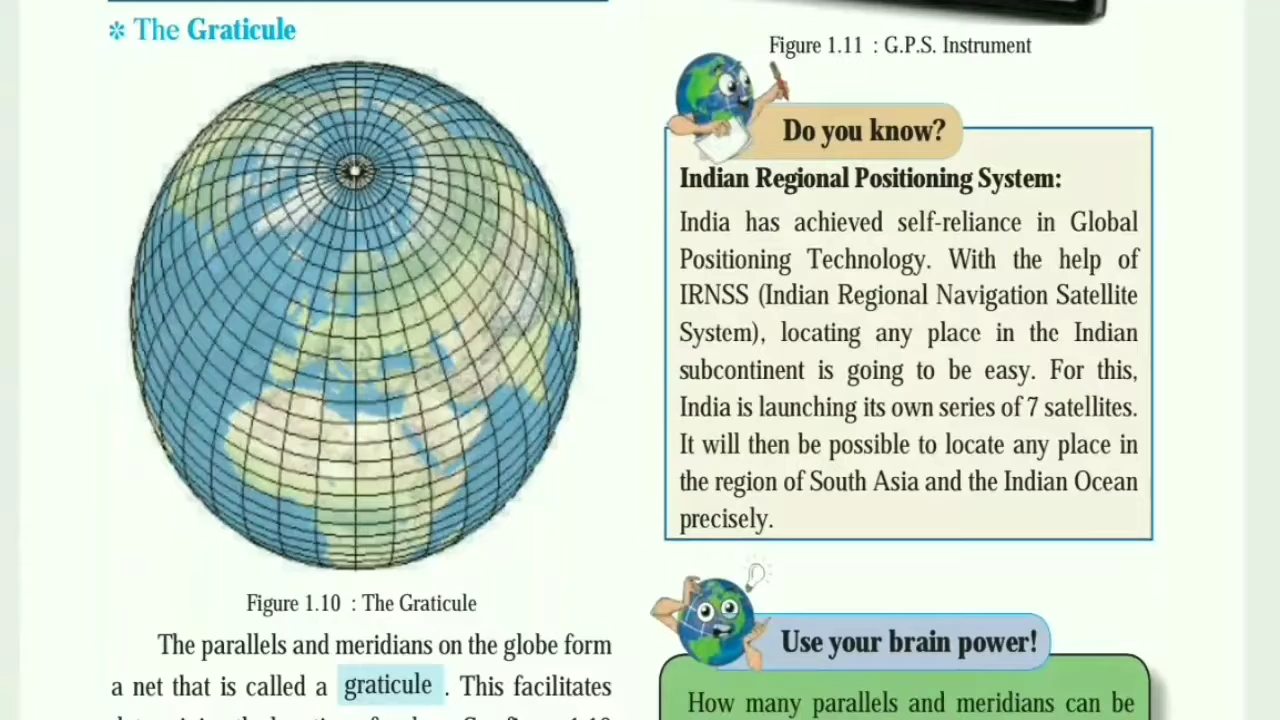 * The Graticule
Figure 1.10 : The Graticule
The parallels and meridians on the globe form
a net that is called a graticule . This facilitates
Figure 1.11 : G.P.S. Instrument
Do you know?
Indian Regional Positioning System:
India has achieved self-reliance in Global
Positioning Technology. With the help of
IRNSS (Indian Regional Navigation Satellite
System), locating any place in the Indian
subcontinent is going to be easy. For this,
India is launching its own series of 7 satellites.
It will then be possible to locate any place in
the region of South Asia and the Indian Ocean
precisely.
Use your brain power!
How many parallels and meridians can be